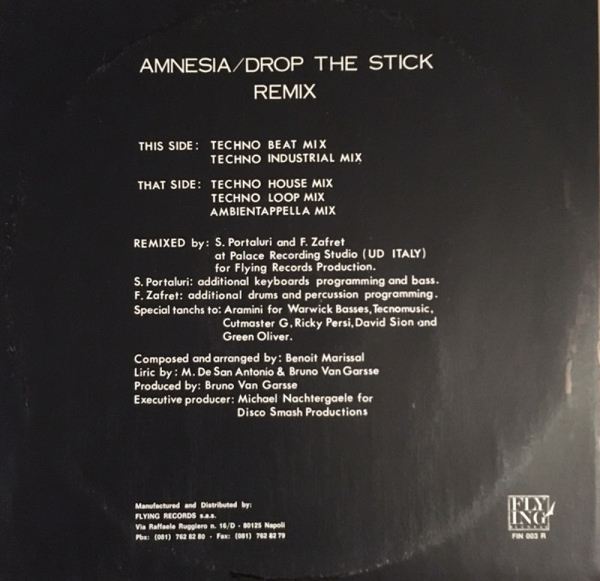 AMNESIA/DROP THE STICK
REMIX
THIS SIDE: TECHNO BEAT MIX
TECHNO INDUSTRIAL MIX
THAT SIDE: TECHNO HOUSE MIX
TECHNO LOOP MIX
AMBIENTAPPELLA MIX
REMIXED by: S. Portaluri and F. Zafret
at Palace Recording Studio (UD ITALY)
for Flying Records Production.
S. Portaluri: additional keyboards programming and bass.
F. Zafret: additional drums and percussion programming.
Special tanchs to: Aramini for Warwick Basses, Tecnomusic,
Cutmaster G, Ricky Persi, David Sion and
Green Oliver.
Composed and arranged by: Benoit Marissal
Liric by: M. De San Antonio & Bruno Van Garsse
Produced by: Bruno Van Garsse
Executive producer: Michael Nachtergaele for
Disco Smash Productions
Manufactured and Distributed by:
FLYING RECORDS s.a.s.
Via Raffaele Ruggiero n. 16/D - 80125 Napoli
Pbx: (081) 762 82 80 - Fax: (081) 762 82 79
FLY
ING
RECORDS
FIN 003 R